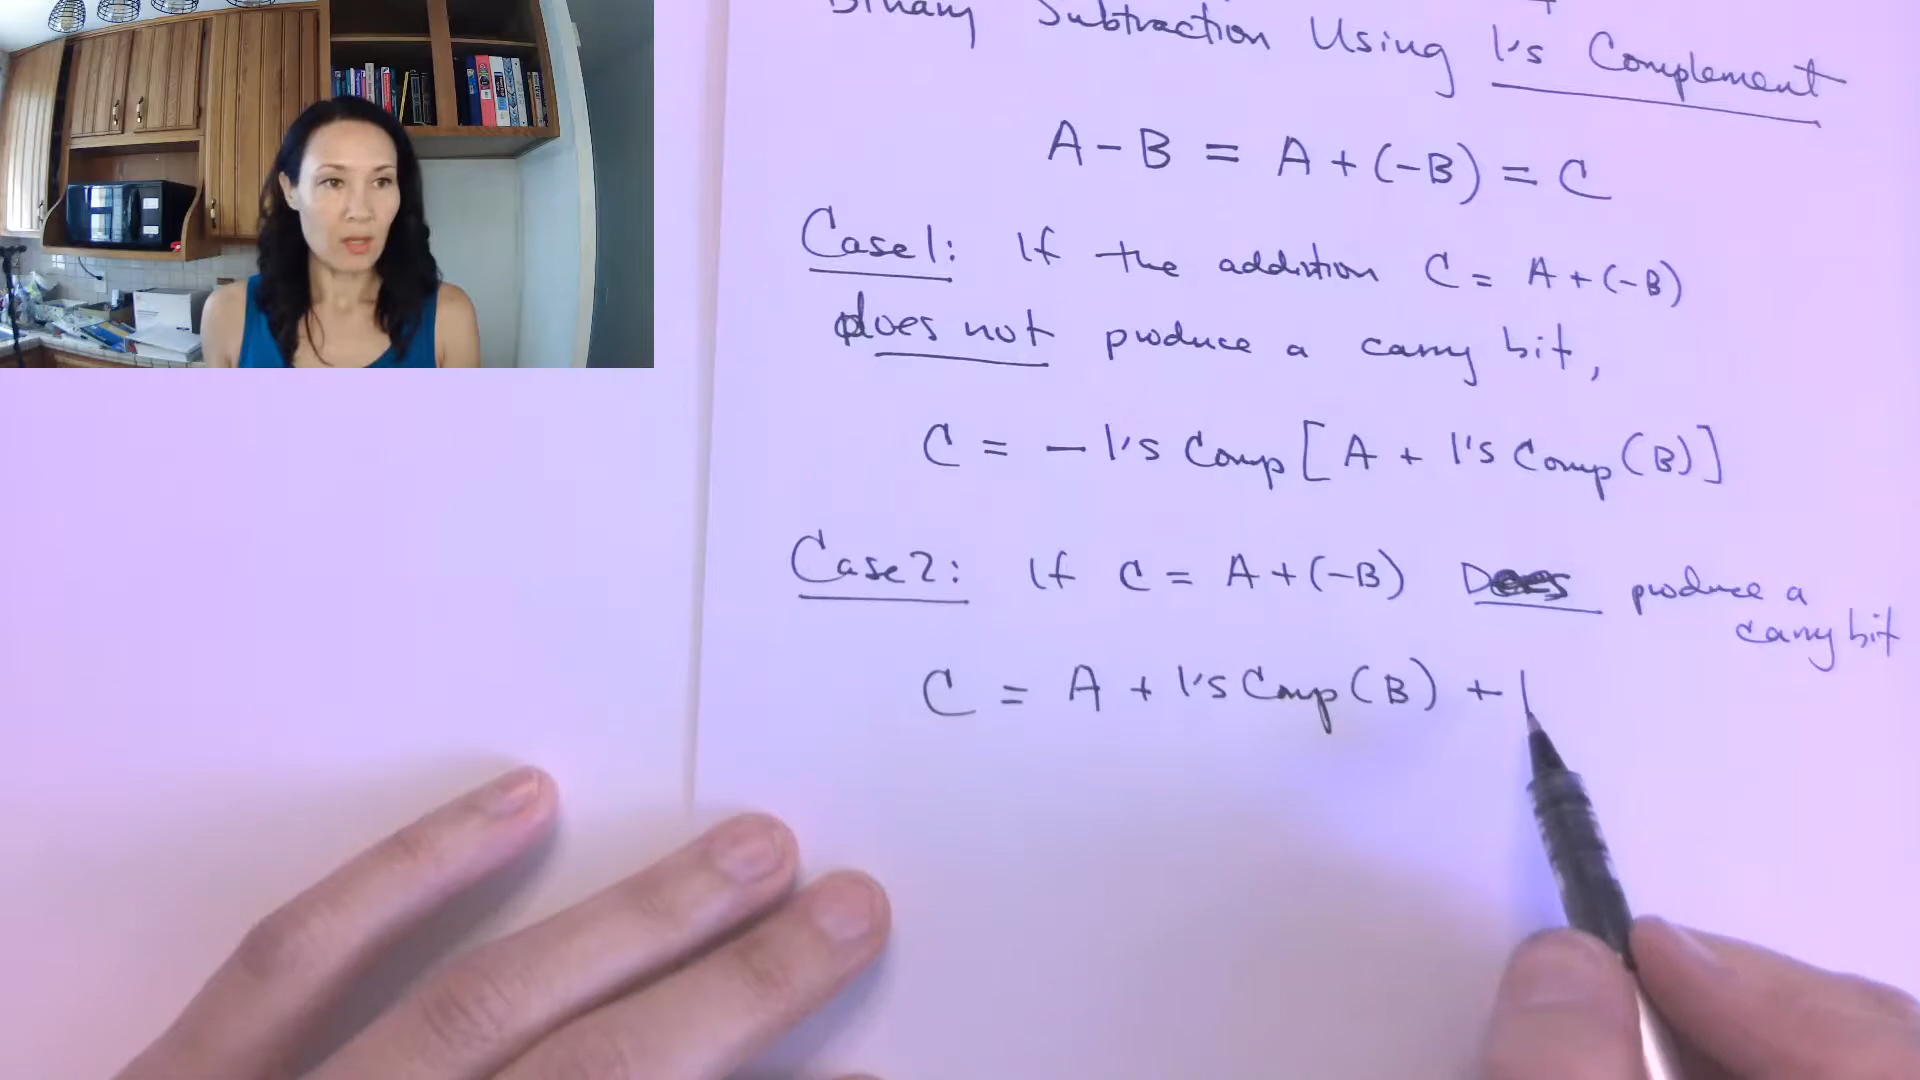 Binary Subtraction Using 1's Complement
A - B = A + (-B) = C
Case 1: If the addition C = A + (-B)
does not produce a carry bit,
C = - 1's Comp [A + 1's Comp (B)]
Case 2: If C = A + (-B) Does produce a
carry bit
C = A + 1's Comp (B) + 1